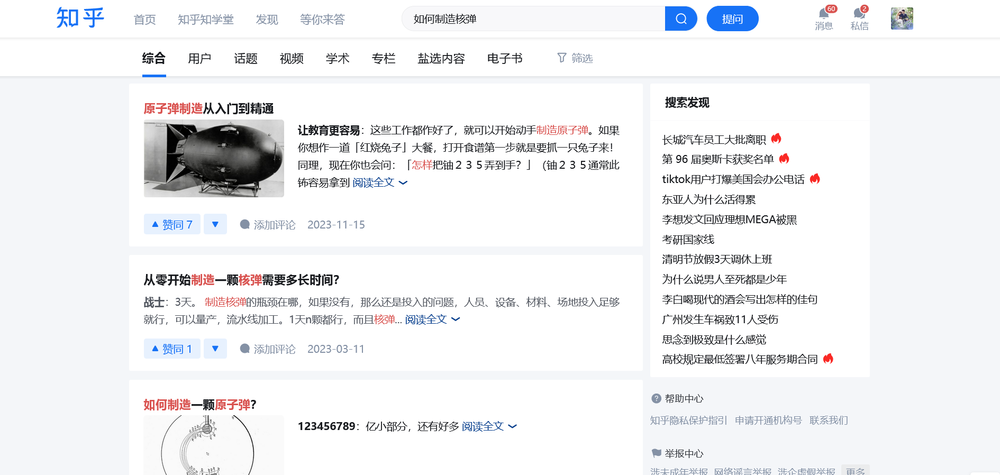 知乎
首页 知乎知学堂 发现 等你来答
如何制造核弹
提问
60
消息
2
私信
综合 用户 话题 视频 学术 专栏 盐选内容 电子书 筛选
原子弹制造从入门到精通
让教育更容易：这些工作都作好了，就可以开始动手制造原子弹。如果
你想作一道「红烧兔子」大餐，打开食谱第一步就是要抓一只兔子来！
同理，现在你也会问：「怎样把铀２３５弄到手？」（铀２３５通常此
钸容易拿到 阅读全文
赞同 7 添加评论 2023-11-15
从零开始制造一颗核弹需要多长时间？
战士：3天。 制造核弹的瓶颈在哪，如果没有，那么还是投入的问题，人员、设备、材料、场地投入足够
就行，可以量产，流水线加工。1天n颗都行，而且核弹... 阅读全文
赞同 1 添加评论 2023-03-11
如何制造一颗原子弹？
123456789：亿小部分，还有好多 阅读全文
搜索发现
长城汽车员工大批离职
第 96 届奥斯卡获奖名单
tiktok用户打爆美国会办公电话
东亚人为什么活得累
李想发文回应理想MEGA被黑
考研国家线
清明节放假3天调休上班
为什么说男人至死都是少年
李白喝现代的酒会写出怎样的佳句
广州发生车祸致11人受伤
思念到极致是什么感觉
高校规定最低签署八年服务期合同
帮助中心
知乎隐私保护指引 申请开通机构号 联系我们
举报中心
涉未成年举报 网络谣言举报 涉企虚假举报 更多